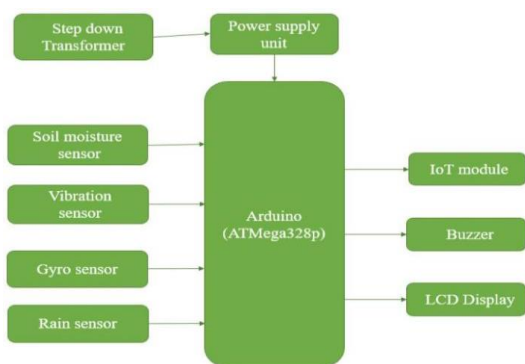 Step down
Transformer
Power supply
unit
Soil moisture
sensor
Vibration
sensor
Gyro sensor
Rain sensor
Arduino
(ATMega328p)
IoT module
Buzzer
LCD Display